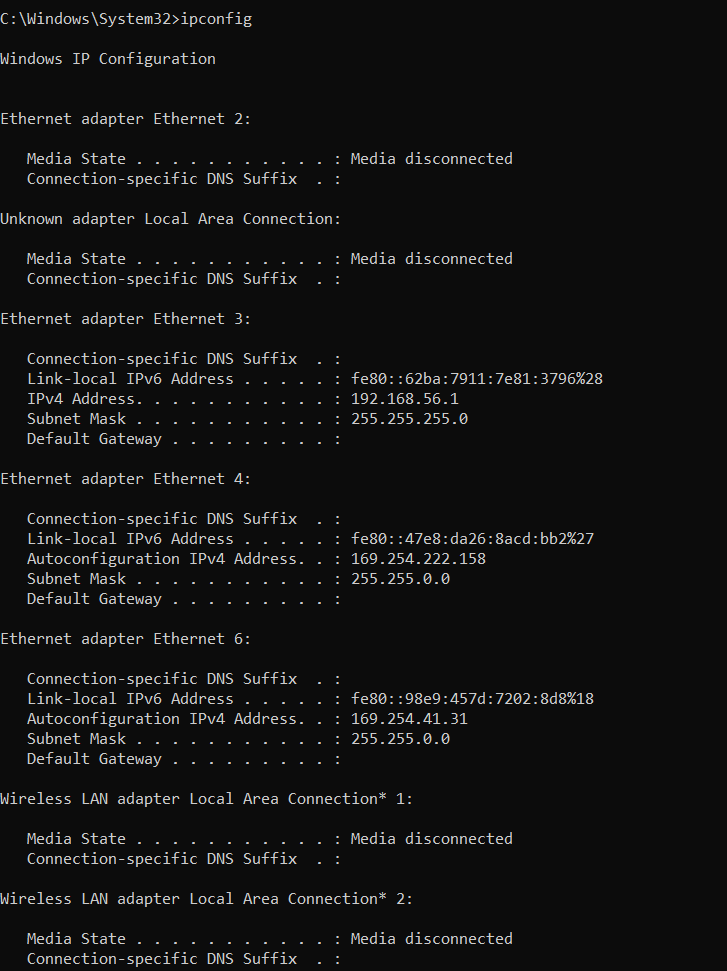 C:\Windows\System32>ipconfig
Windows IP Configuration
Ethernet adapter Ethernet 2:
   Media State . . . . . . . . . . . : Media disconnected
   Connection-specific DNS Suffix  . :
Unknown adapter Local Area Connection:
   Media State . . . . . . . . . . . : Media disconnected
   Connection-specific DNS Suffix  . :
Ethernet adapter Ethernet 3:
   Connection-specific DNS Suffix  . :
   Link-local IPv6 Address . . . . . : fe80::62ba:7911:7e81:3796%28
   IPv4 Address. . . . . . . . . . . : 192.168.56.1
   Subnet Mask . . . . . . . . . . . : 255.255.255.0
   Default Gateway . . . . . . . . . :
Ethernet adapter Ethernet 4:
   Connection-specific DNS Suffix  . :
   Link-local IPv6 Address . . . . . : fe80::47e8:da26:8acd:bb2%27
   Autoconfiguration IPv4 Address. . : 169.254.222.158
   Subnet Mask . . . . . . . . . . . : 255.255.0.0
   Default Gateway . . . . . . . . . :
Ethernet adapter Ethernet 6:
   Connection-specific DNS Suffix  . :
   Link-local IPv6 Address . . . . . : fe80::98e9:457d:7202:8d8%18
   Autoconfiguration IPv4 Address. . : 169.254.41.31
   Subnet Mask . . . . . . . . . . . : 255.255.0.0
   Default Gateway . . . . . . . . . :
Wireless LAN adapter Local Area Connection* 1:
   Media State . . . . . . . . . . . : Media disconnected
   Connection-specific DNS Suffix  . :
Wireless LAN adapter Local Area Connection* 2:
   Media State . . . . . . . . . . . : Media disconnected
   Connection-specific DNS Suffix  . :